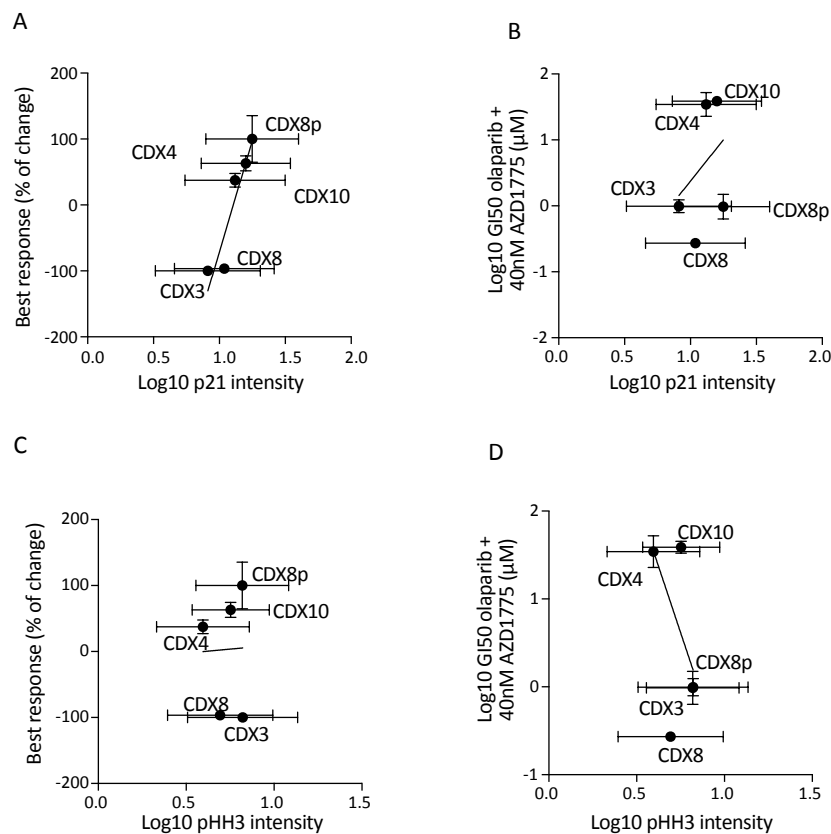 A
Best response (% of change)
200
100
0
-100
-200
CDX8p
CDX4
CDX10
CDX8
CDX3
0.0 0.5 1.0 1.5 2.0
Log10 p21 intensity
B
Log10 GI50 olaparib +
40nM AZD1775 (μM)
2
1
0
-1
-2
CDX10
CDX4
CDX3
CDX8p
CDX8
0.0 0.5 1.0 1.5 2.0
Log10 p21 intensity
C
Best response (% of change)
200
100
0
-100
-200
CDX8p
CDX10
CDX4
CDX8
CDX3
0.0 0.5 1.0 1.5
Log10 pHH3 intensity
D
Log10 GI50 olaparib +
40nM AZD1775 (μM)
2
1
0
-1
CDX10
CDX4
CDX8p
CDX3
CDX8
0.0 0.5 1.0 1.5
Log10 pHH3 intensity